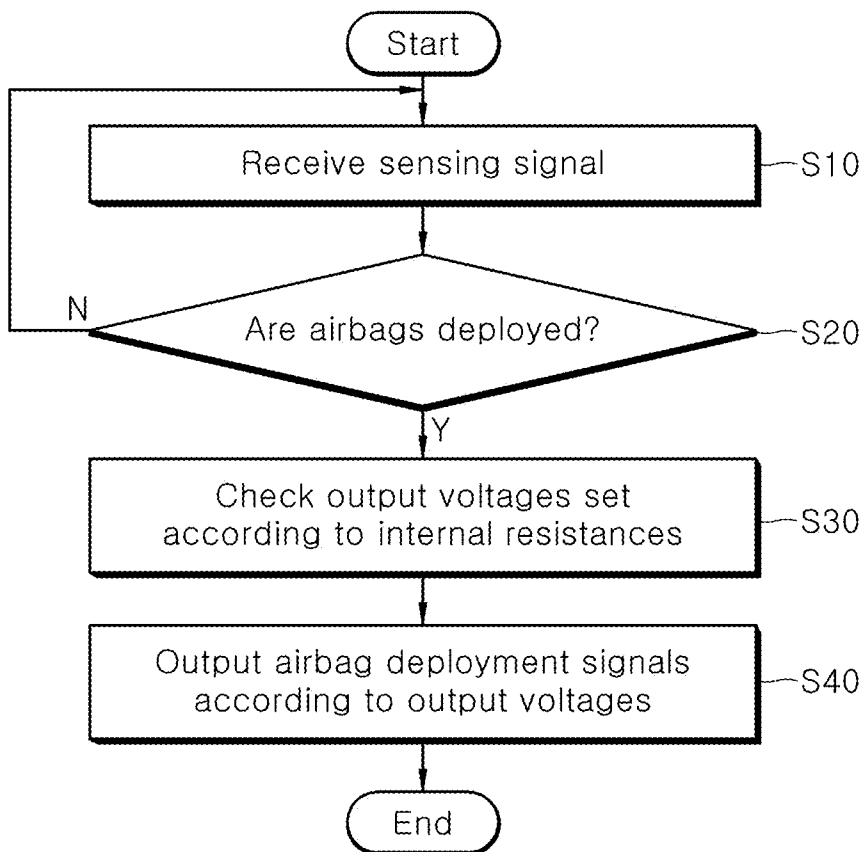 Start
Receive sensing signal
S10
N
Are airbags deployed?
S20
Y
Check output voltages set
according to internal resistances
S30
Output airbag deployment signals
according to output voltages
S40
End